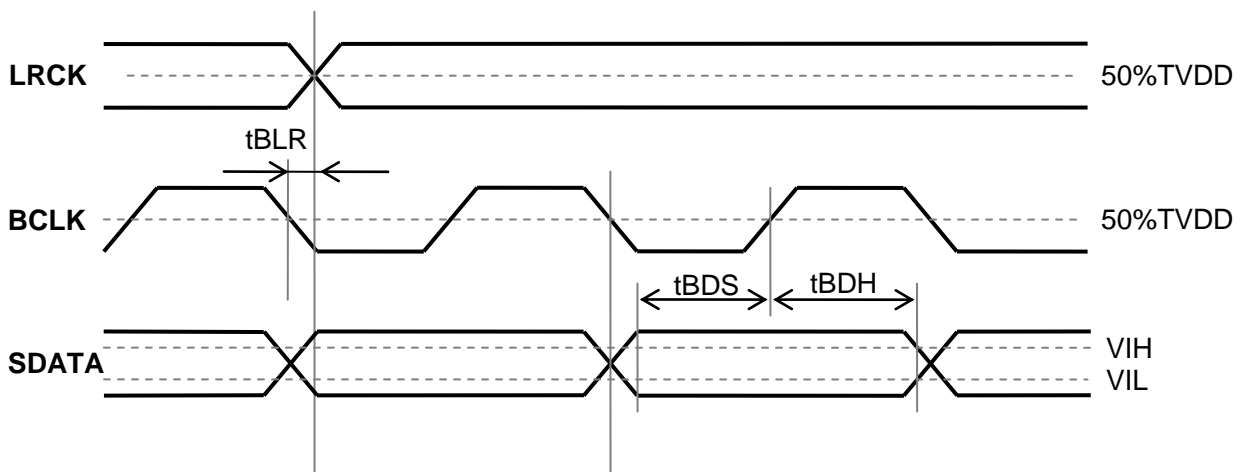 LRCK
50%TVDD
tBLR
BCLK
50%TVDD
tBDS
tBDH
SDATA
VIH
VIL